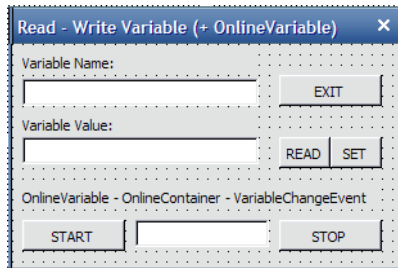 Read - Write Variable (+ OnlineVariable)
Variable Name:
EXIT
Variable Value:
READ SET
OnlineVariable - OnlineContainer - VariableChangeEvent
START STOP